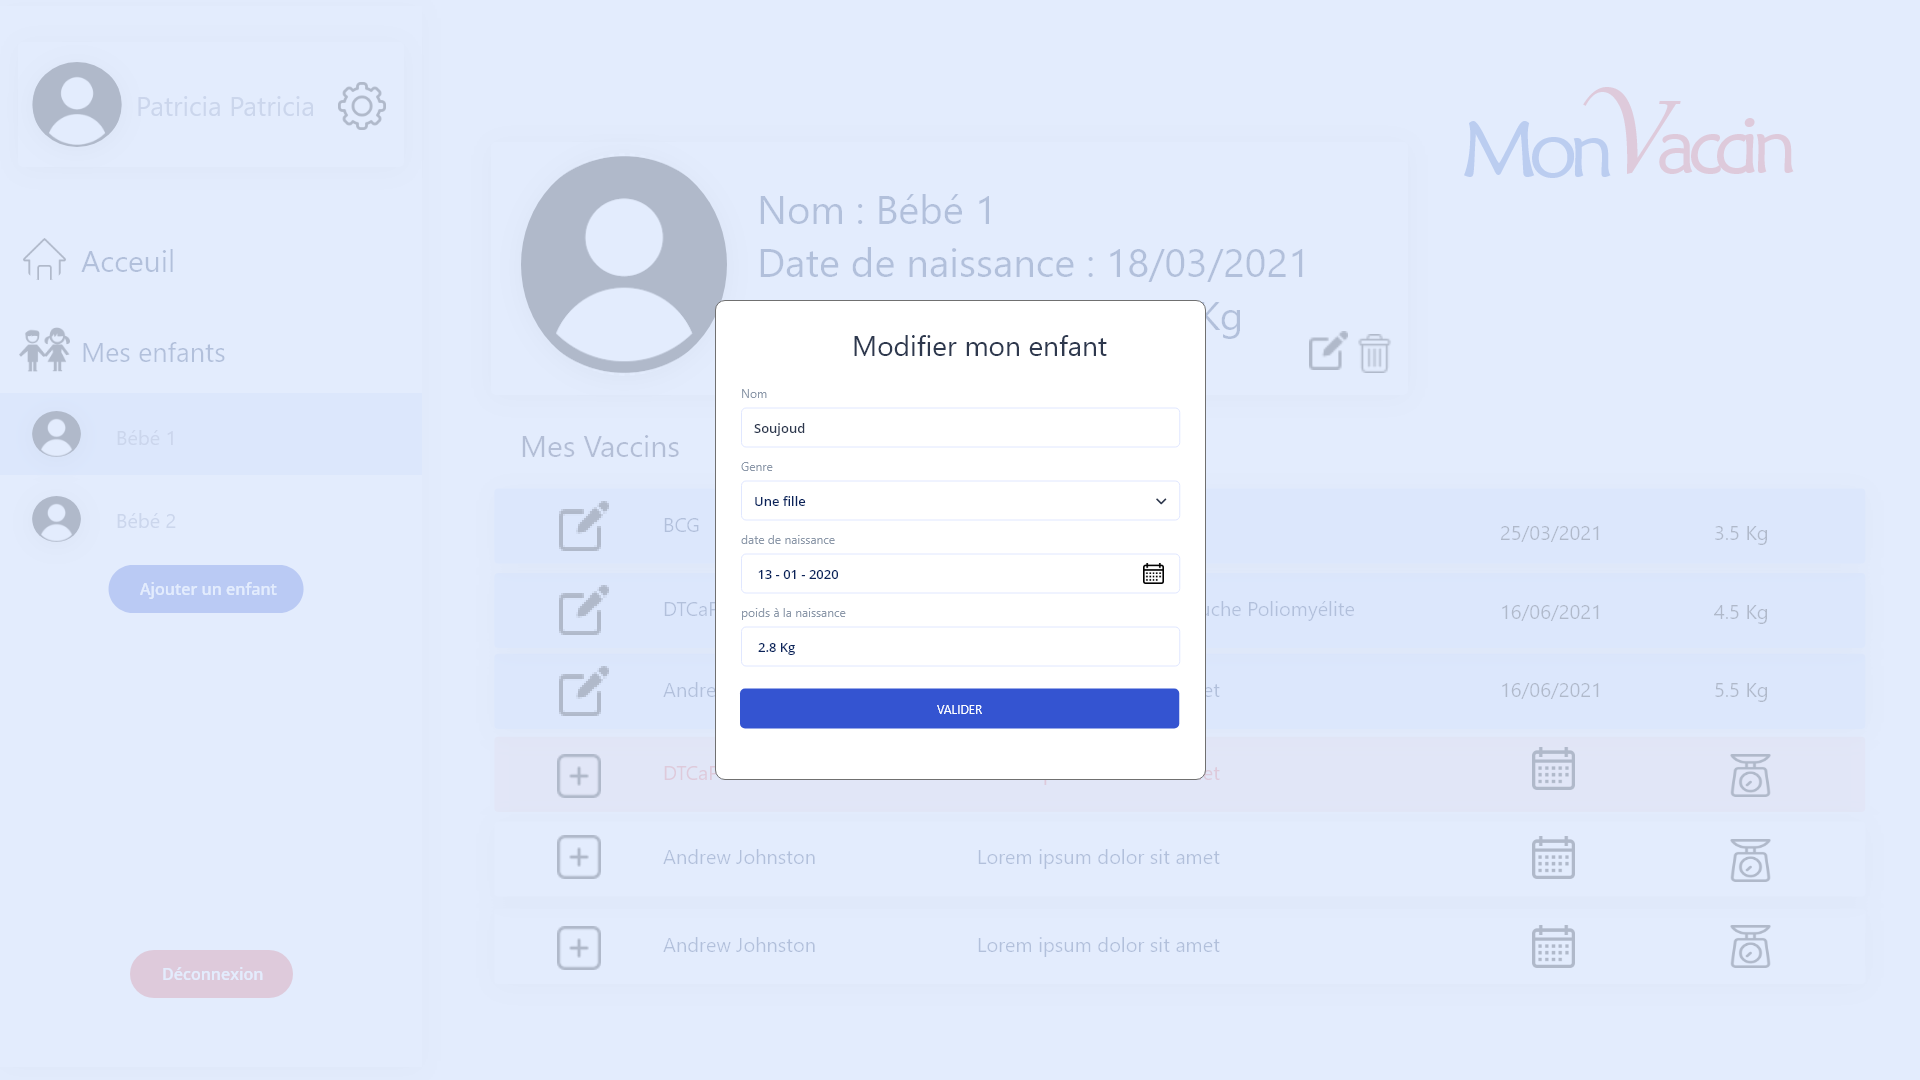 Patricia Patricia
MonVaccin
Acceuil
Mes enfants
Bébé 1
Bébé 2
Ajouter un enfant
Déconnexion
Nom : Bébé 1
Date de naissance : 18/03/2021
Kg
Modifier mon enfant
Nom
Soujoud
Genre
Une fille
date de naissance
13 - 01 - 2020
poids à la naissance
2.8 Kg
VALIDER
Mes Vaccins
BCG 25/03/2021 3.5 Kg
DTCaP uche Poliomyélite 16/06/2021 4.5 Kg
Andre et 16/06/2021 5.5 Kg
DTCaP et
Andrew Johnston Lorem ipsum dolor sit amet
Andrew Johnston Lorem ipsum dolor sit amet